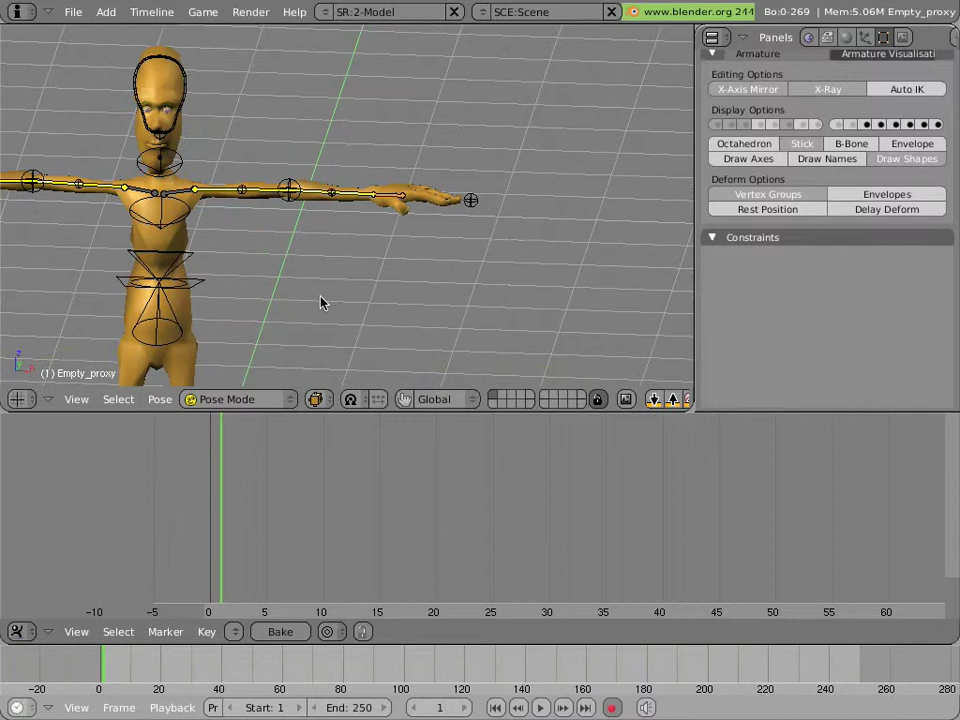 File Add Timeline Game Render Help SR:2-Model SCE:Scene www.blender.org 244 Bo:0-269 | Mem:5.06M Empty_proxy
Panels
Armature Armature Visualisati
Editing Options
X-Axis Mirror X-Ray Auto IK
Display Options
Octahedron Stick B-Bone Envelope
Draw Axes Draw Names Draw Shapes
Deform Options
Vertex Groups Envelopes
Rest Position Delay Deform
Constraints
z
y x
(1) Empty_proxy
View Select Pose Pose Mode Global
-10 -5 0 5 10 15 20 25 30 35 40 45 50 55 60
View Select Marker Key Bake
-20 0 20 40 60 80 100 120 140 160 180 200 220 240 260 280
View Frame Playback Pr Start: 1 End: 250 1